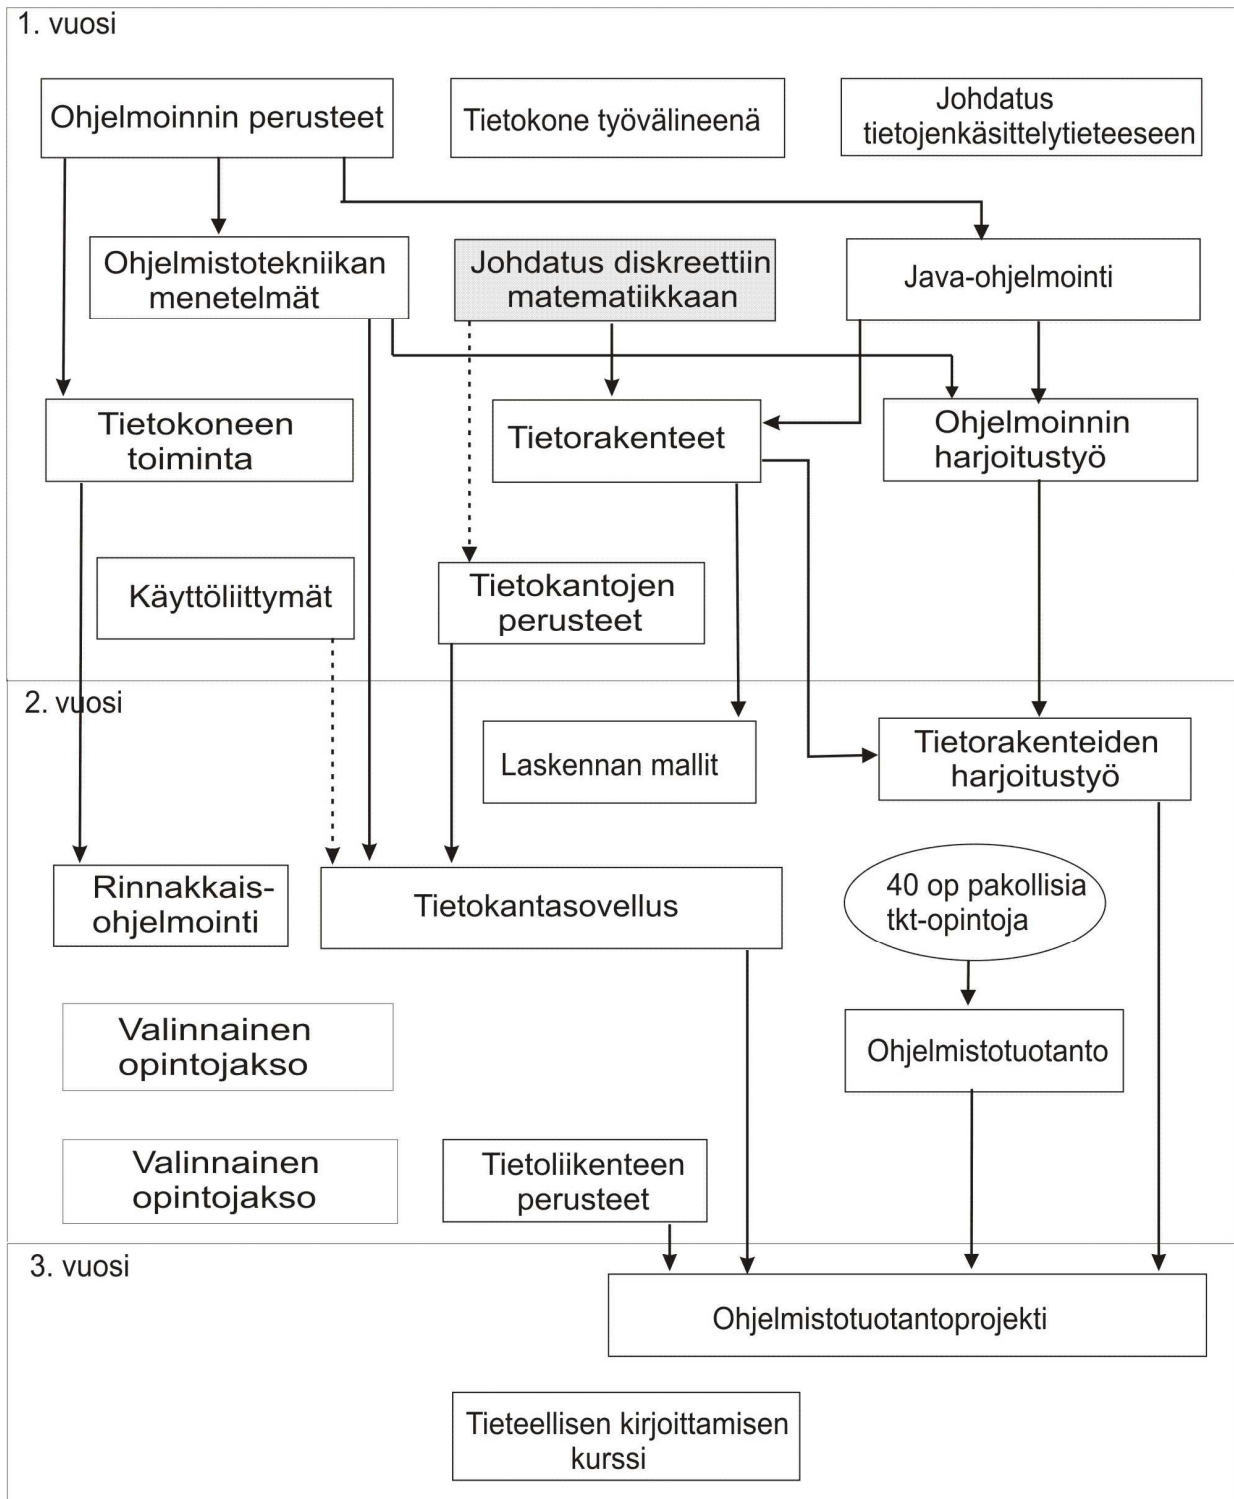 1. vuosi
Ohjelmoinnin perusteet
Tietokone työvälineenä
Johdatus
tietojenkäsittelytieteeseen
Ohjelmistotekniikan
menetelmät
Johdatus diskreettiin
matematiikkaan
Java-ohjelmointi
Tietokoneen
toiminta
Tietorakenteet
Ohjelmoinnin
harjoitustyö
Käyttöliittymät
Tietokantojen
perusteet
2. vuosi
Laskennan mallit
Tietorakenteiden
harjoitustyö
Rinnakkais-
ohjelmointi
Tietokantasovellus
40 op pakollisia
tkt-opintoja
Valinnainen
opintojakso
Ohjelmistotuotanto
Valinnainen
opintojakso
Tietoliikenteen
perusteet
3. vuosi
Ohjelmistotuotantoprojekti
Tieteellisen kirjoittamisen
kurssi